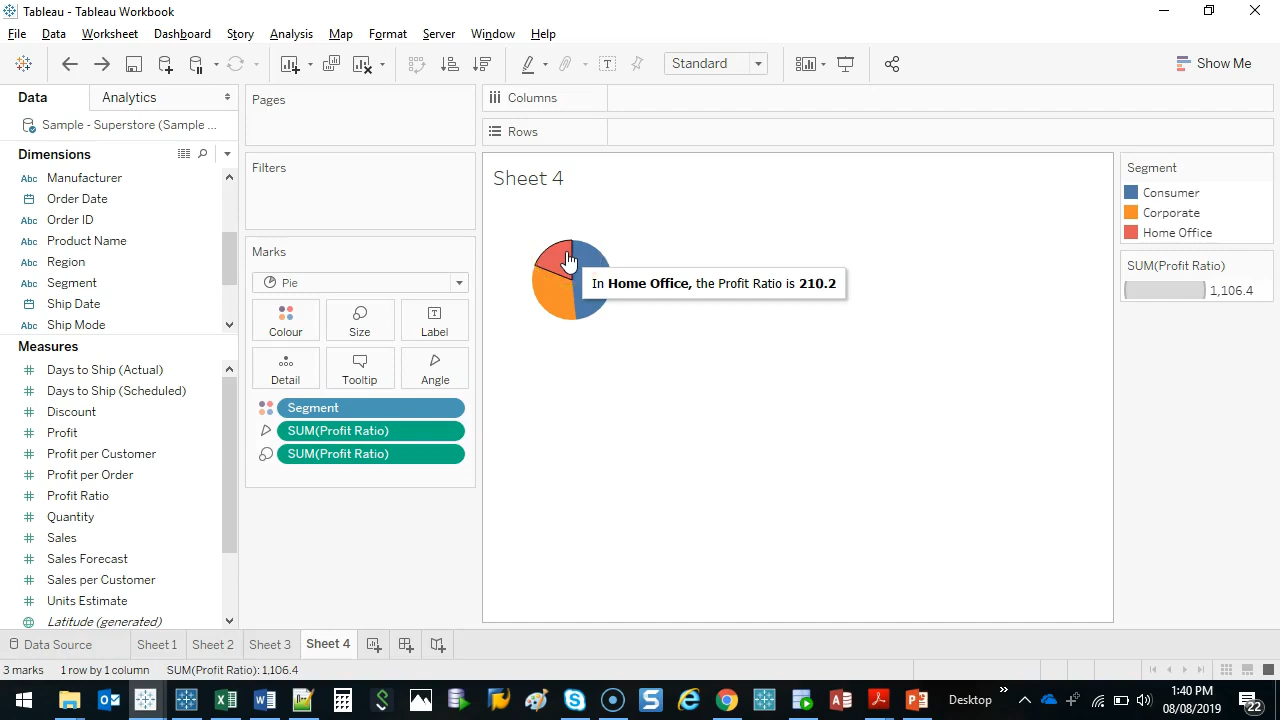 Tableau - Tableau Workbook
File Data Worksheet Dashboard Story Analysis Map Format Server Window Help
Standard
Show Me
Data Analytics
Sample - Superstore (Sample ...
Dimensions
Manufacturer
Order Date
Order ID
Product Name
Region
Segment
Ship Date
Ship Mode
Measures
Days to Ship (Actual)
Days to Ship (Scheduled)
Discount
Profit
Profit per Customer
Profit per Order
Profit Ratio
Quantity
Sales
Sales Forecast
Sales per Customer
Units Estimate
Latitude (generated)
Pages
Filters
Marks
Pie
Colour Size Label
Detail Tooltip Angle
Segment
SUM(Profit Ratio)
SUM(Profit Ratio)
Columns
Rows
Sheet 4
In Home Office, the Profit Ratio is 210.2
Segment
Consumer
Corporate
Home Office
SUM(Profit Ratio)
1,106.4
Data Source Sheet 1 Sheet 2 Sheet 3 Sheet 4
3 marks 1 row by 1 column SUM(Profit Ratio): 1,106.4
Desktop
1:40 PM
08/08/2019
22